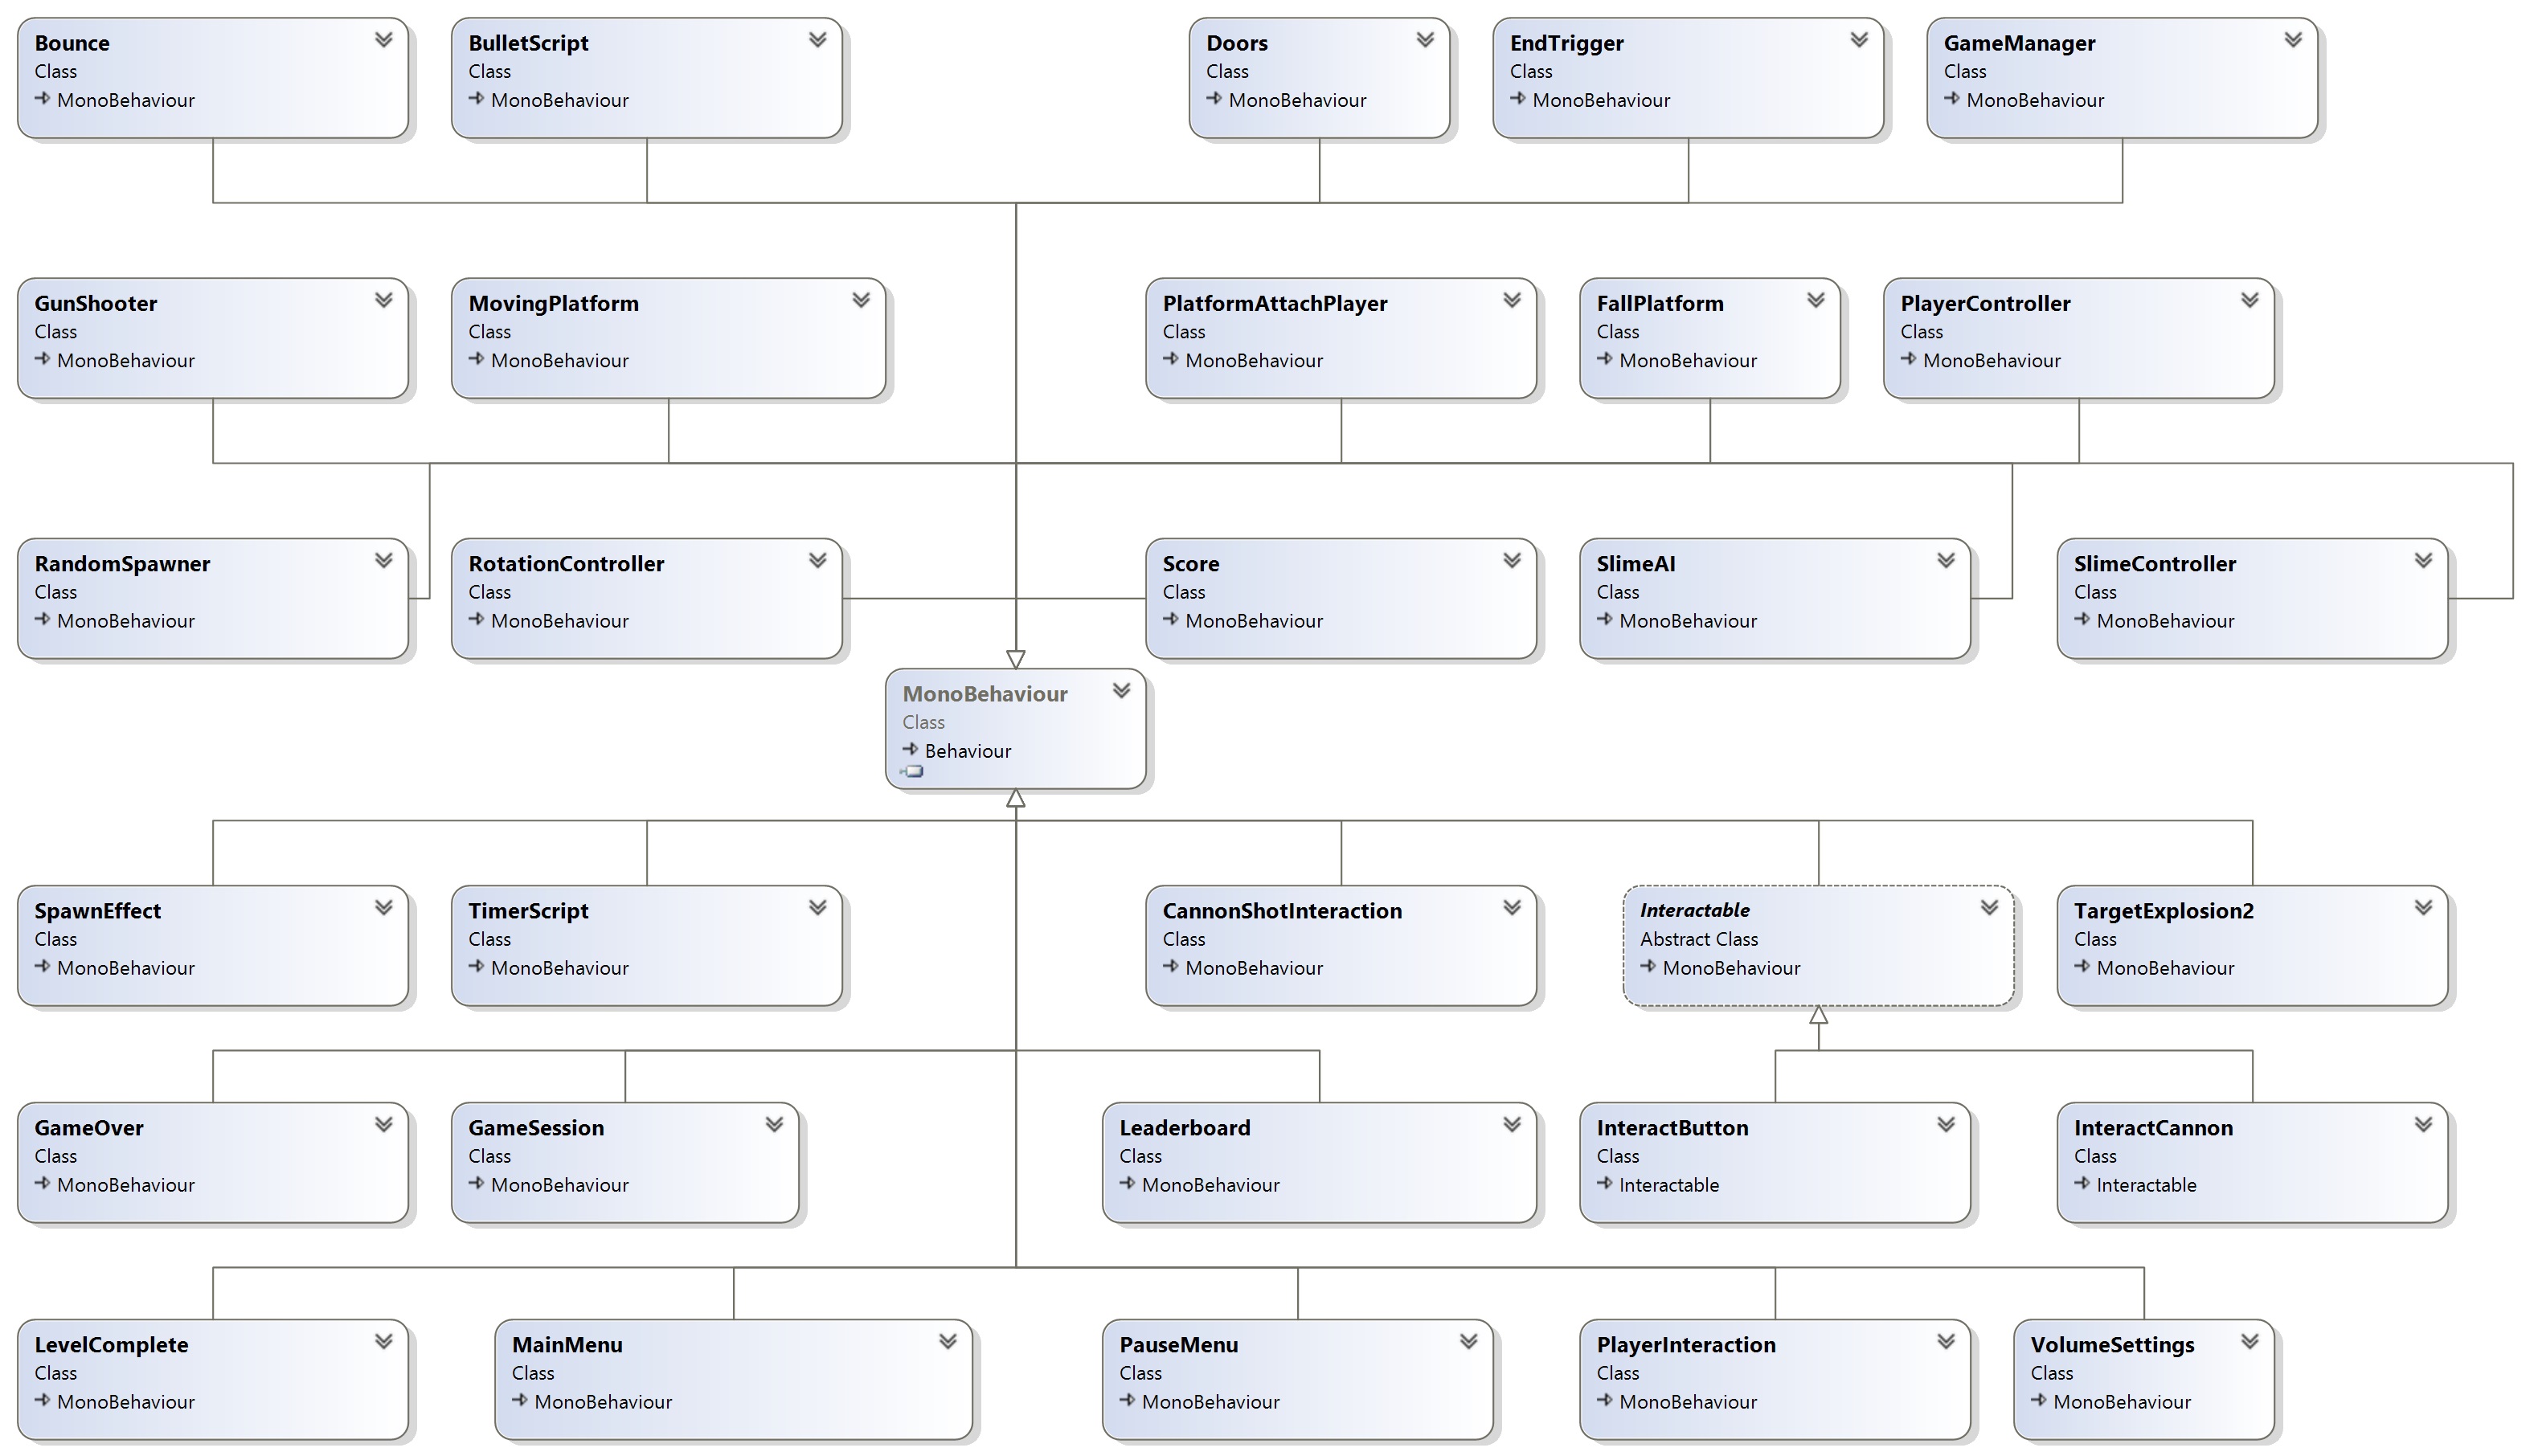 Bounce
Class
MonoBehaviour
BulletScript
Class
MonoBehaviour
Doors
Class
MonoBehaviour
EndTrigger
Class
MonoBehaviour
GameManager
Class
MonoBehaviour
GunShooter
Class
MonoBehaviour
MovingPlatform
Class
MonoBehaviour
PlatformAttachPlayer
Class
MonoBehaviour
FallPlatform
Class
MonoBehaviour
PlayerController
Class
MonoBehaviour
RandomSpawner
Class
MonoBehaviour
RotationController
Class
MonoBehaviour
Score
Class
MonoBehaviour
SlimeAI
Class
MonoBehaviour
SlimeController
Class
MonoBehaviour
MonoBehaviour
Class
Behaviour
SpawnEffect
Class
MonoBehaviour
TimerScript
Class
MonoBehaviour
CannonShotInteraction
Class
MonoBehaviour
Interactable
Abstract Class
MonoBehaviour
TargetExplosion2
Class
MonoBehaviour
GameOver
Class
MonoBehaviour
GameSession
Class
MonoBehaviour
Leaderboard
Class
MonoBehaviour
InteractButton
Class
Interactable
InteractCannon
Class
Interactable
LevelComplete
Class
MonoBehaviour
MainMenu
Class
MonoBehaviour
PauseMenu
Class
MonoBehaviour
PlayerInteraction
Class
MonoBehaviour
VolumeSettings
Class
MonoBehaviour